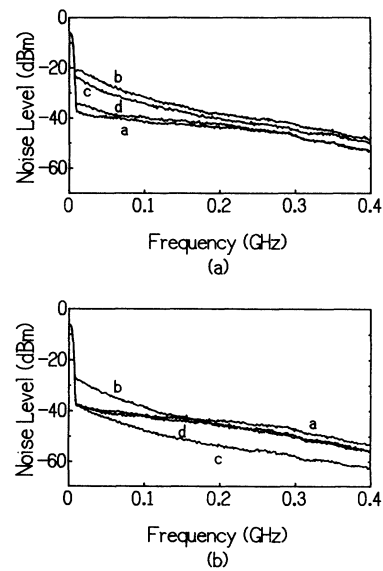 0
−20
−40
−60
Noise Level (dBm)
b
c
d
a
0
0.1
0.2
0.3
0.4
Frequency (GHz)
(a)
0
−20
−40
−60
Noise Level (dBm)
b
a
d
c
0
0.1
0.2
0.3
0.4
Frequency (GHz)
(b)